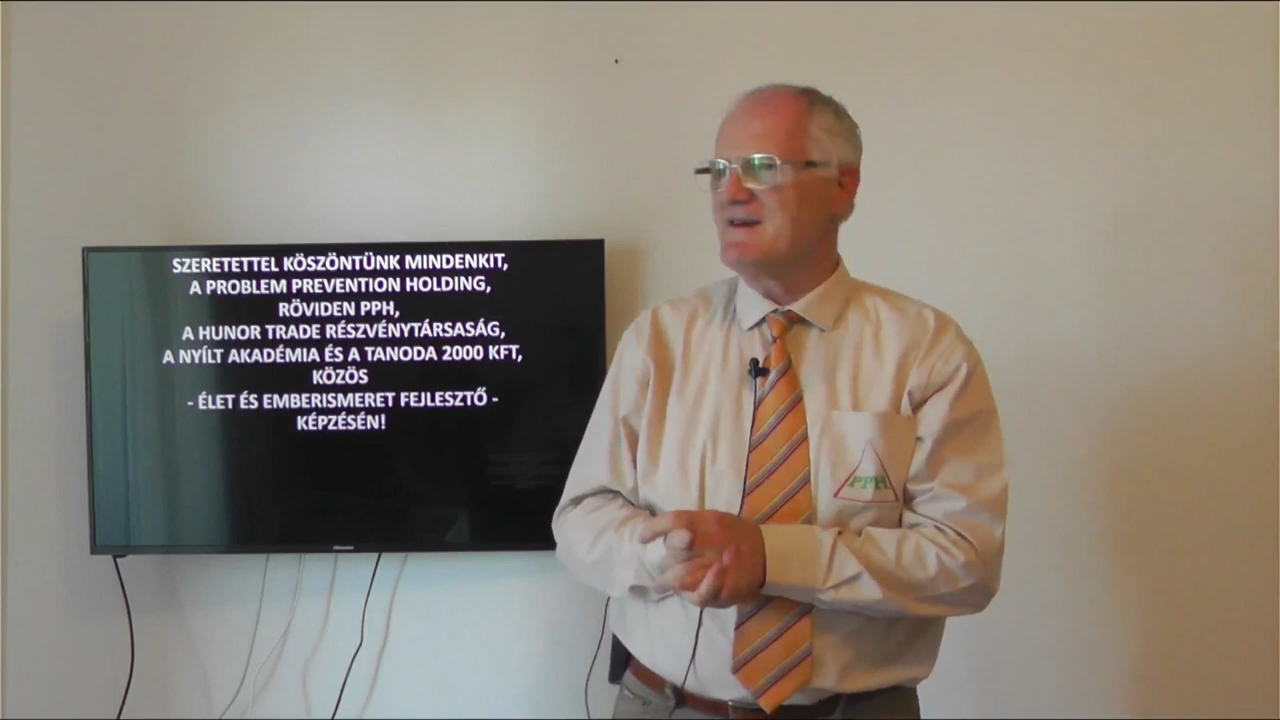 SZERETETTEL KÖSZÖNTÜNK MINDENKIT,
A PROBLEM PREVENTION HOLDING,
RÖVIDEN PPH,
A HUNOR TRADE RÉSZVÉNYTÁRSASÁG,
A NYÍLT AKADÉMIA ÉS A TANODA 2000 KFT,
KÖZÖS
- ÉLET ÉS EMBERISMERET FEJLESZTŐ -
KÉPZÉSÉN!
PPH